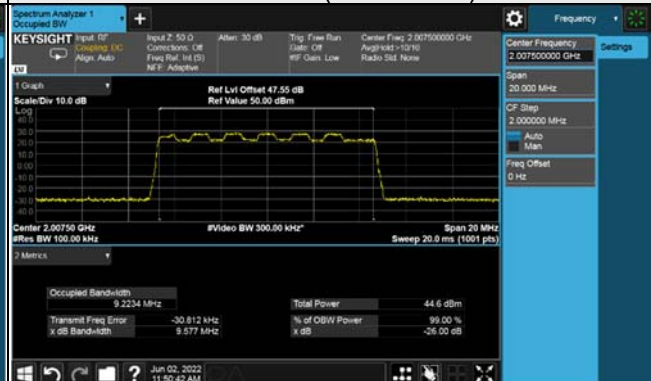 Spectrum Analyzer 1
Occupied BW
+
Frequency
KEYSIGHT
Input: RF
Coupling: DC
Align: Auto
Input Z: 50 Ω
Corrections: Off
Freq Ref: Int (S)
NFE: Adaptive
Atten: 30 dB
Trig: Free Run
Gate: Off
#IF Gain: Low
Center Freq: 2.007500000 GHz
Avg|Hold:>10/10
Radio Std: None
Center Frequency
2.007500000 GHz
Settings
Span
20.000 MHz
CF Step
2.000000 MHz
Auto
Man
Freq Offset
0 Hz
1 Graph
Scale/Div 10.0 dB
Ref Lvl Offset 47.55 dB
Ref Value 50.00 dBm
Log
40.0
30.0
20.0
10.0
0.00
-10.0
-20.0
-30.0
-40.0
Center 2.00750 GHz
#Res BW 100.00 kHz
#Video BW 300.00 kHz*
Span 20 MHz
Sweep 20.0 ms (1001 pts)
2 Metrics
Occupied Bandwidth
9.2234 MHz
Total Power 44.6 dBm
Transmit Freq Error -30.812 kHz
% of OBW Power 99.00 %
x dB Bandwidth 9.577 MHz
x dB -26.00 dB
?
Jun 02, 2022
11:50:42 AM